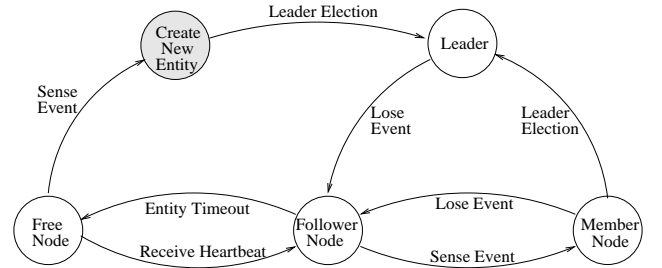 Leader Election
Create
New
Entity
Leader
Sense
Event
Lose
Event
Leader
Election
Free
Node
Entity Timeout
Receive Heartbeat
Follower
Node
Lose Event
Sense Event
Member
Node